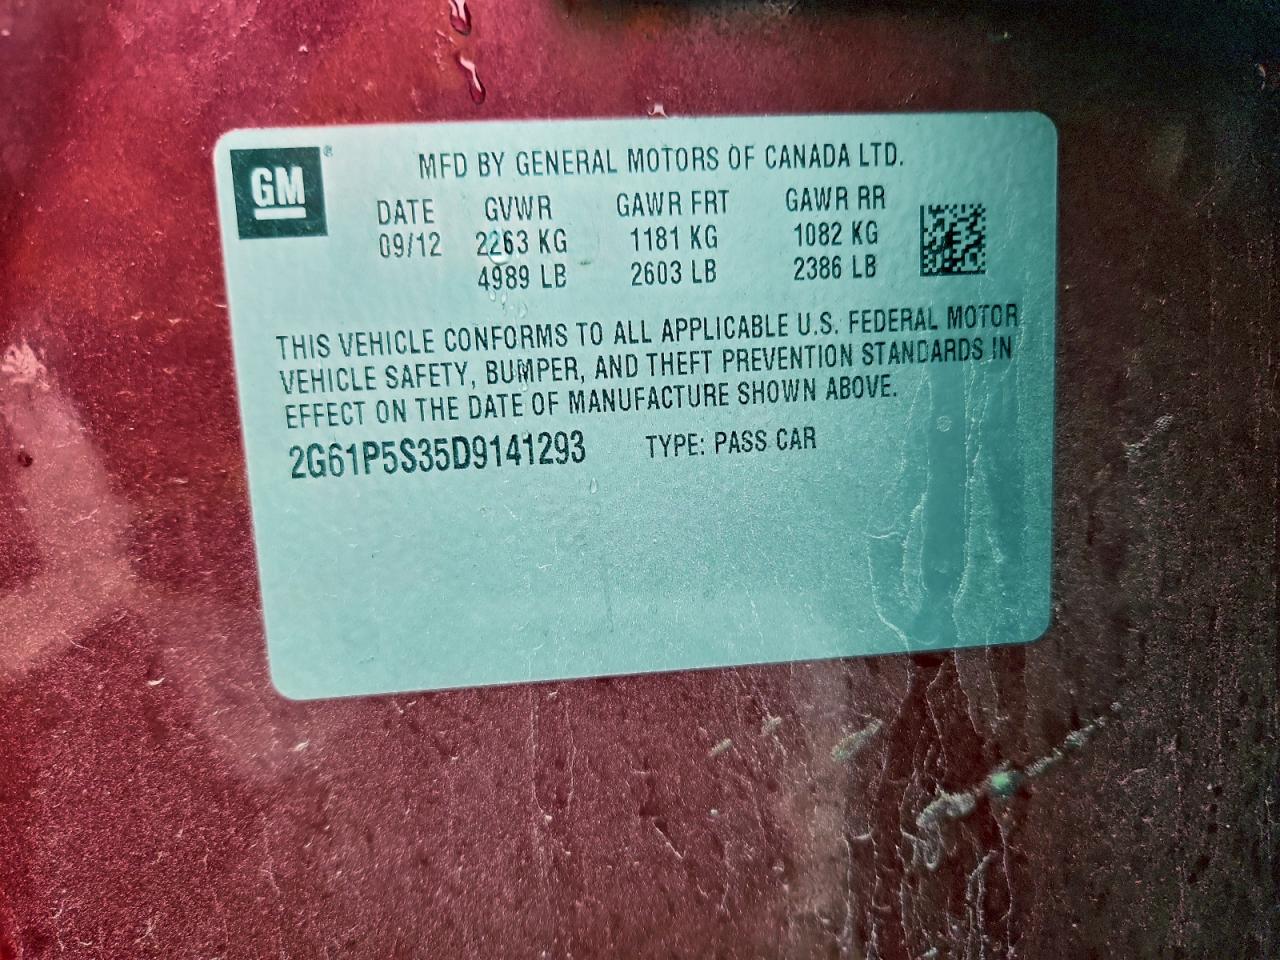 GM®
MFD BY GENERAL MOTORS OF CANADA LTD.
DATE GVWR GAWR FRT GAWR RR
09/12 2263 KG 1181 KG 1082 KG
4989 LB 2603 LB 2386 LB
THIS VEHICLE CONFORMS TO ALL APPLICABLE U.S. FEDERAL MOTOR
VEHICLE SAFETY, BUMPER, AND THEFT PREVENTION STANDARDS IN
EFFECT ON THE DATE OF MANUFACTURE SHOWN ABOVE.
2G61P5S35D9141293 TYPE: PASS CAR